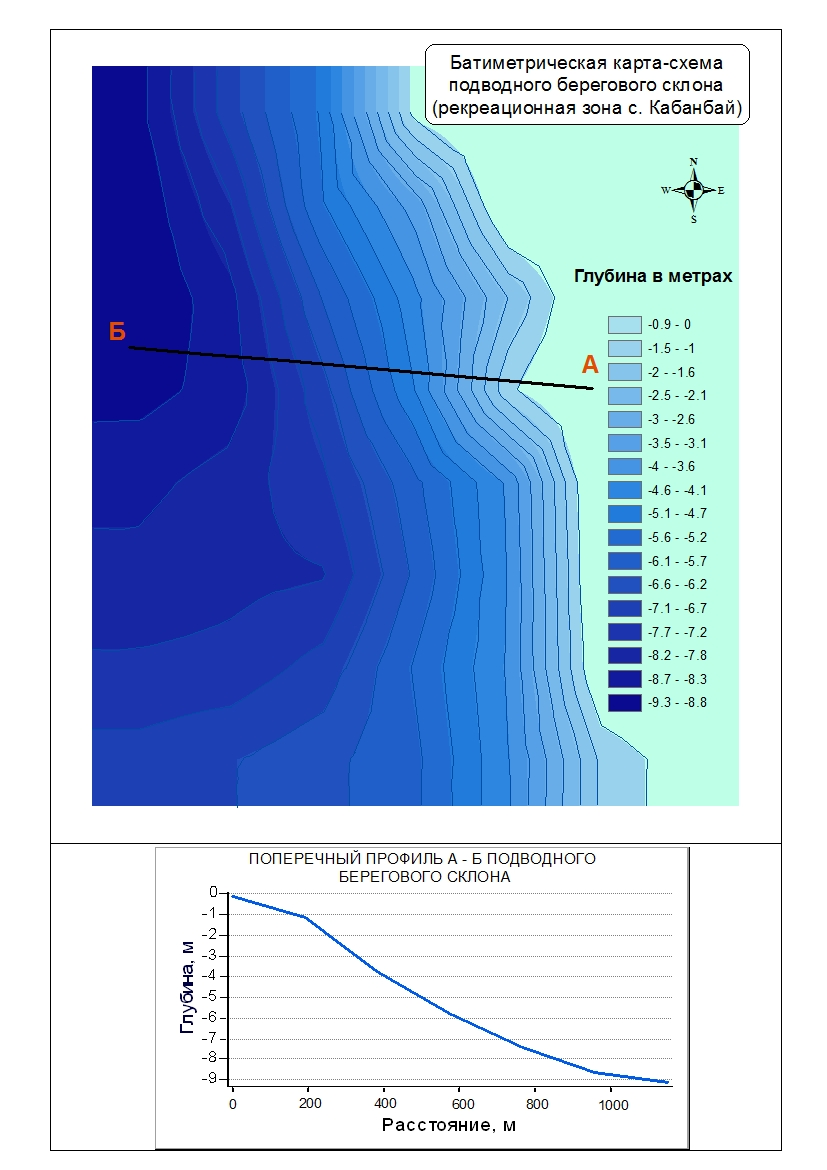 Батиметрическая карта-схема
подводного берегового склона
(рекреационная зона с. Кабанбай)
N
W
E
S
Глубина в метрах
Б
А
-0.9 - 0
-1.5 - -1
-2 - -1.6
-2.5 - -2.1
-3 - -2.6
-3.5 - -3.1
-4 - -3.6
-4.6 - -4.1
-5.1 - -4.7
-5.6 - -5.2
-6.1 - -5.7
-6.6 - -6.2
-7.1 - -6.7
-7.7 - -7.2
-8.2 - -7.8
-8.7 - -8.3
-9.3 - -8.8
ПОПЕРЕЧНЫЙ ПРОФИЛЬ А - Б ПОДВОДНОГО
БЕРЕГОВОГО СКЛОНА
Глубина, м
0
-1
-2
-3
-4
-5
-6
-7
-8
-9
0 200 400 600 800 1000
Расстояние, м